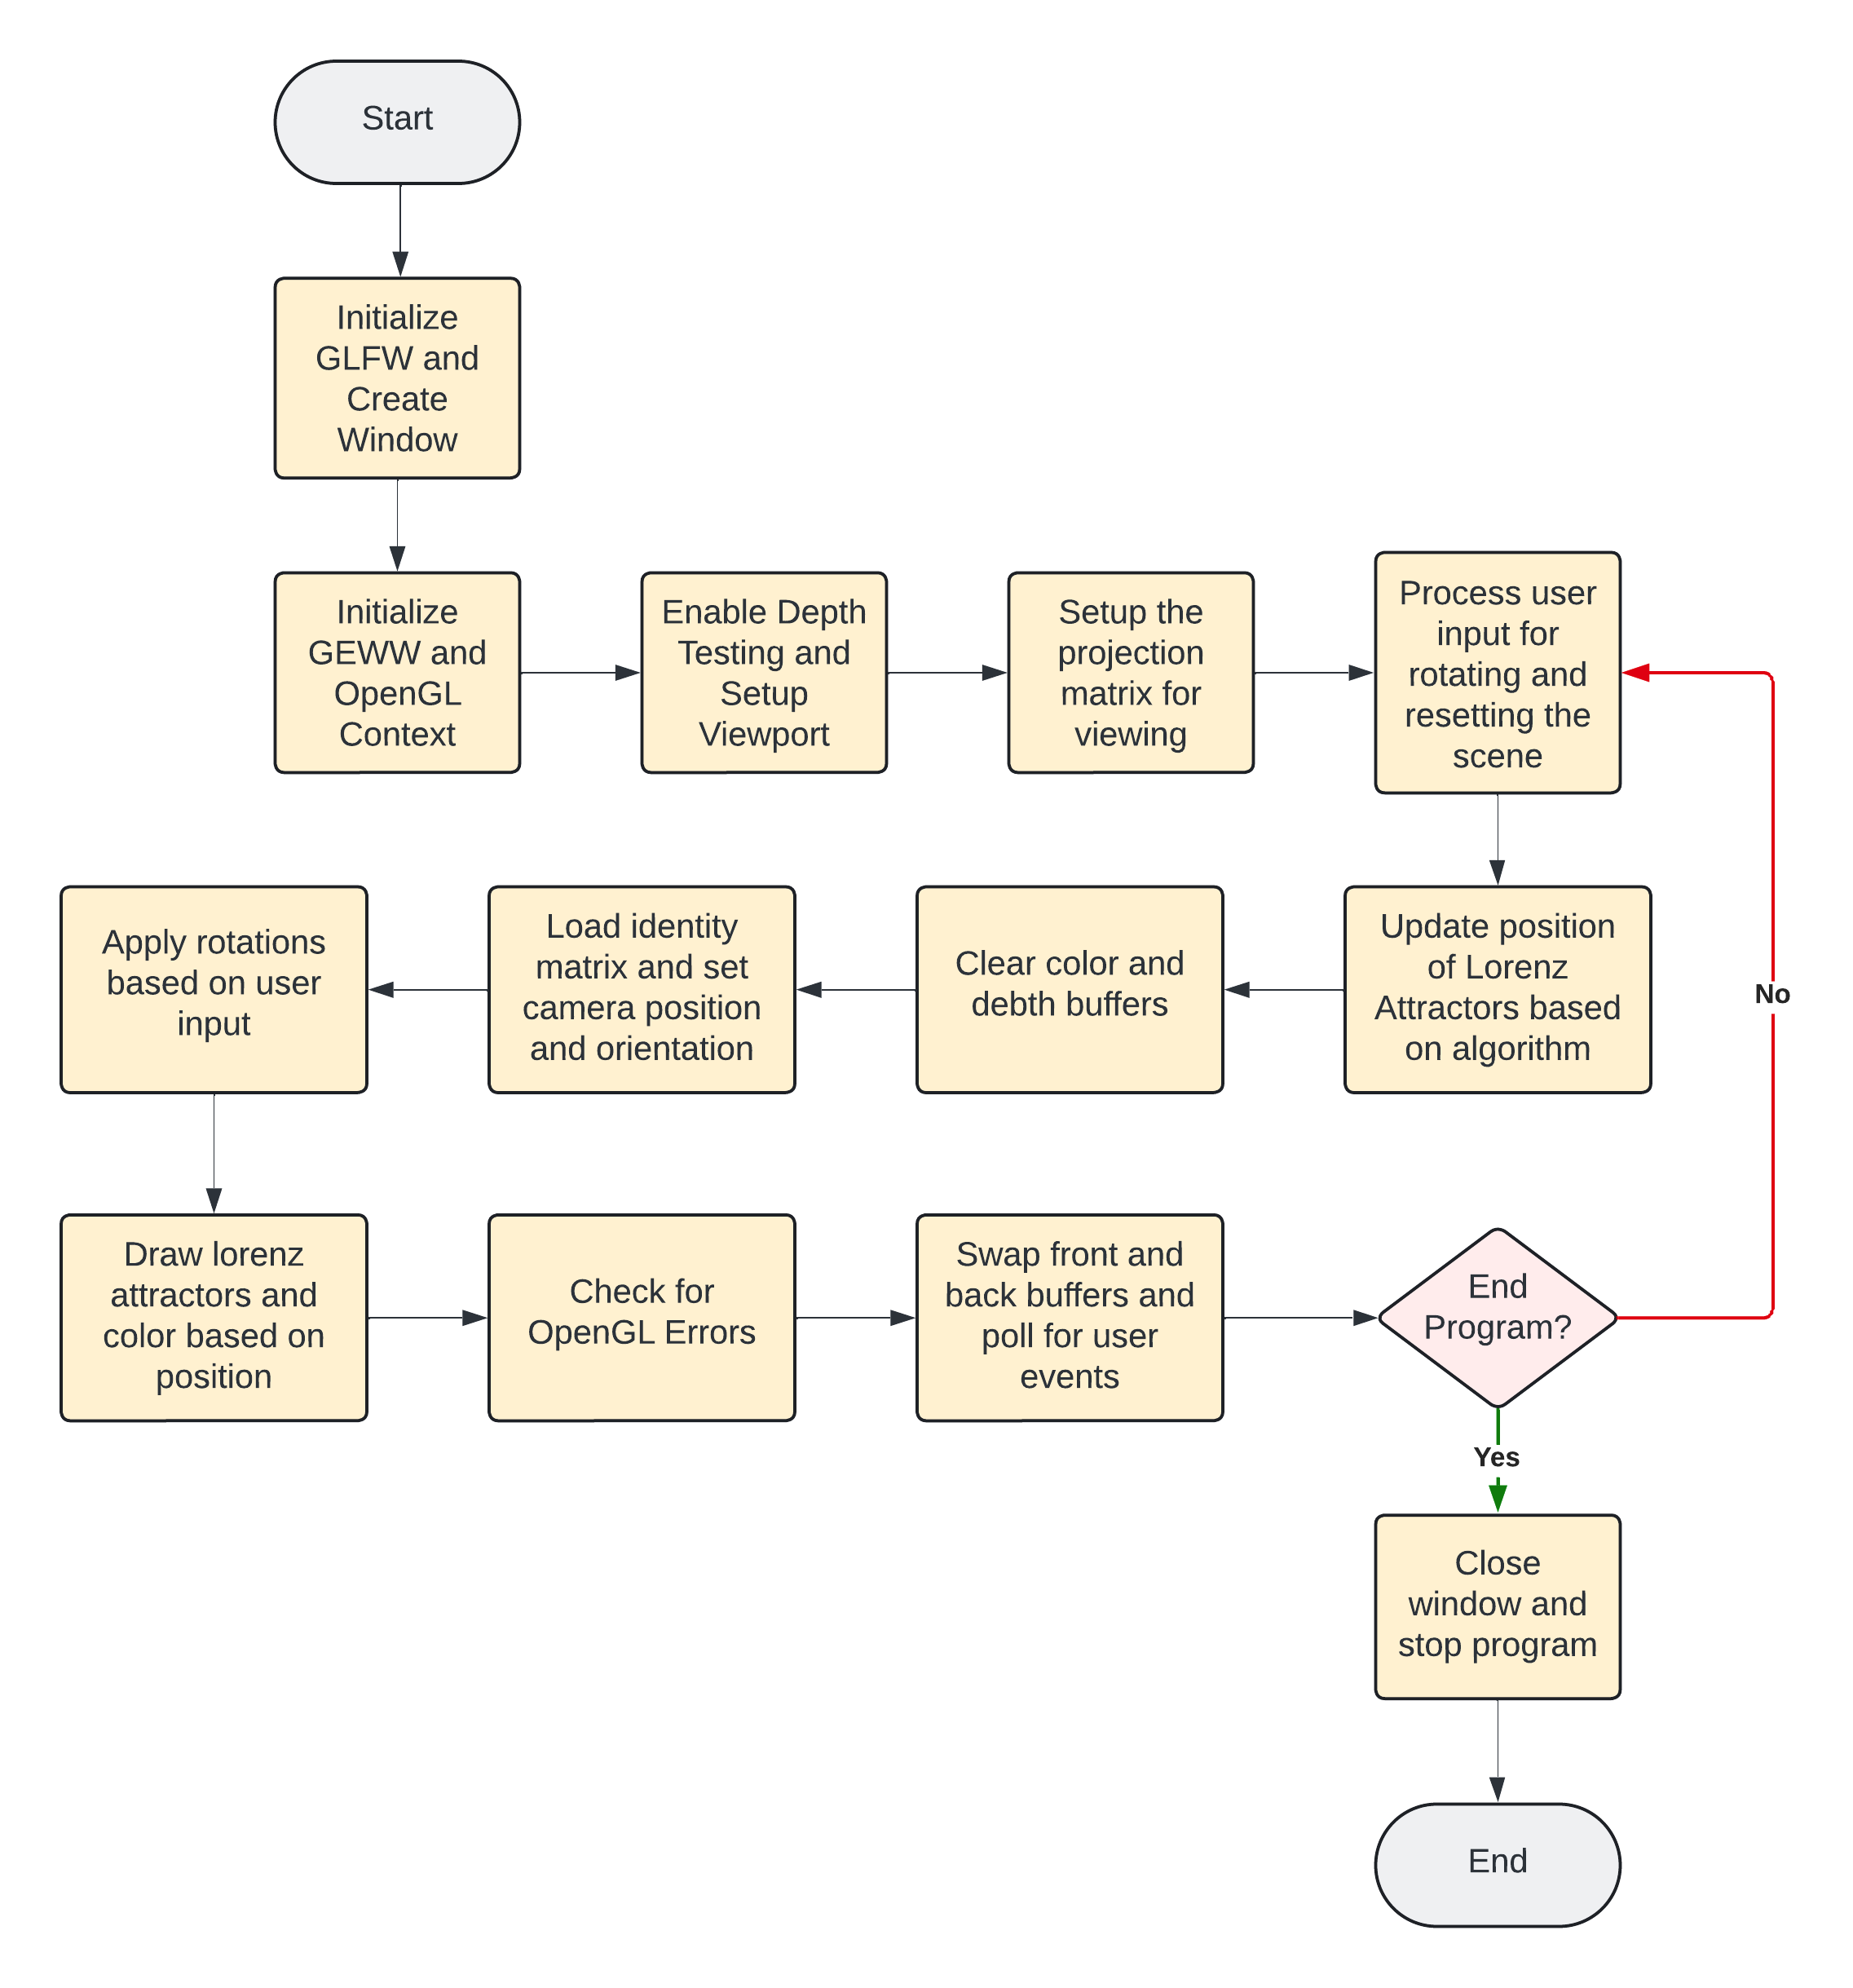 Start
Initialize
GLFW and
Create
Window
Initialize
GEWW and
OpenGL
Context
Enable Depth
Testing and
Setup
Viewport
Setup the
projection
matrix for
viewing
Process user
input for
rotating and
resetting the
scene
Update position
of Lorenz
Attractors based
on algorithm
Clear color and
debth buffers
Load identity
matrix and set
camera position
and orientation
Apply rotations
based on user
input
Draw lorenz
attractors and
color based on
position
Check for
OpenGL Errors
Swap front and
back buffers and
poll for user
events
End
Program?
No
Yes
Close
window and
stop program
End